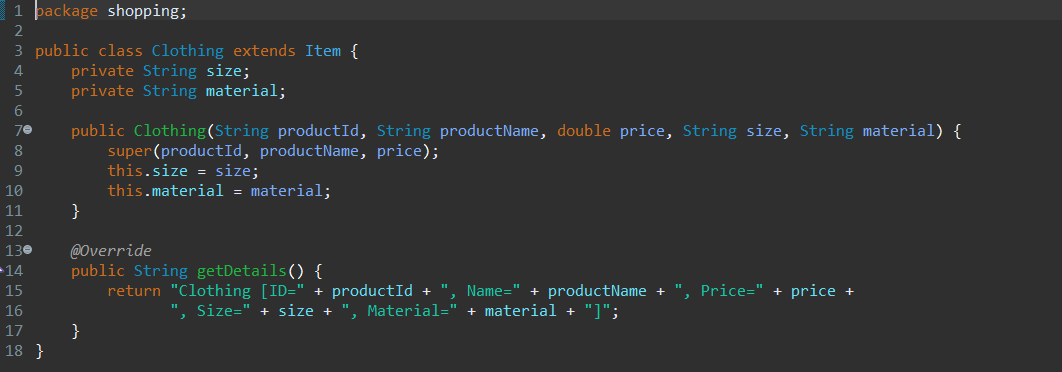 1 package shopping;
2
3 public class Clothing extends Item {
4     private String size;
5     private String material;
6
7     public Clothing(String productId, String productName, double price, String size, String material) {
8         super(productId, productName, price);
9         this.size = size;
10         this.material = material;
11     }
12
13     @Override
14     public String getDetails() {
15         return "Clothing [ID=" + productId + ", Name=" + productName + ", Price=" + price +
16                ", Size=" + size + ", Material=" + material + "]";
17     }
18 }